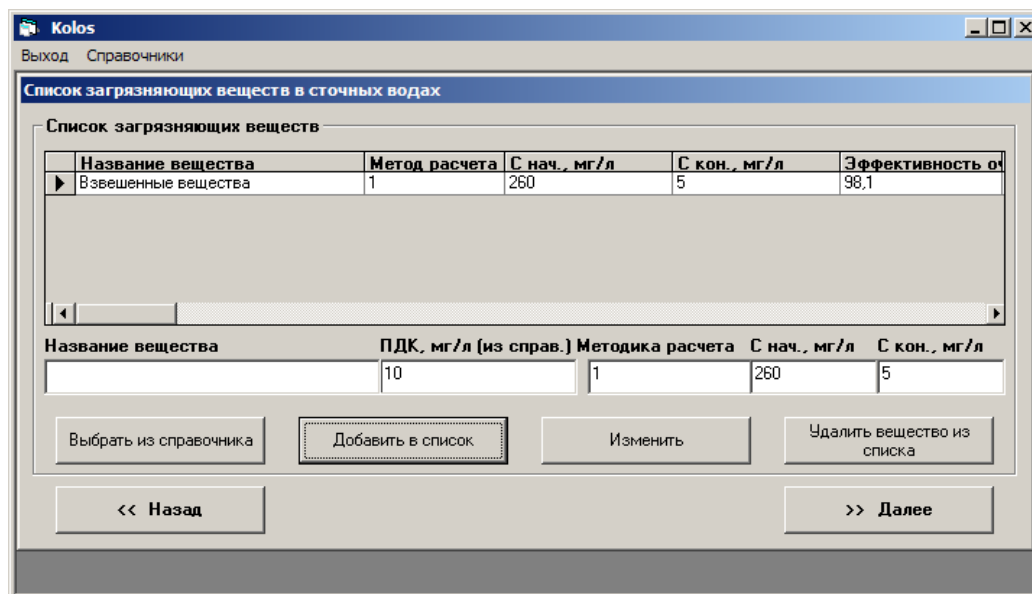 Kolos
Выход Справочники
Список загрязняющих веществ в сточных водах
Список загрязняющих веществ
Название вещества Метод расчета С нач., мг/л С кон., мг/л Эффективность оч
Взвешенные вещества 1 260 5 98,1
Название вещества ПДК, мг/л (из справ.) Методика расчета С нач., мг/л С кон., мг/л
10 1 260 5
Выбрать из справочника Добавить в список Изменить Удалить вещество из
списка
<< Назад >> Далее